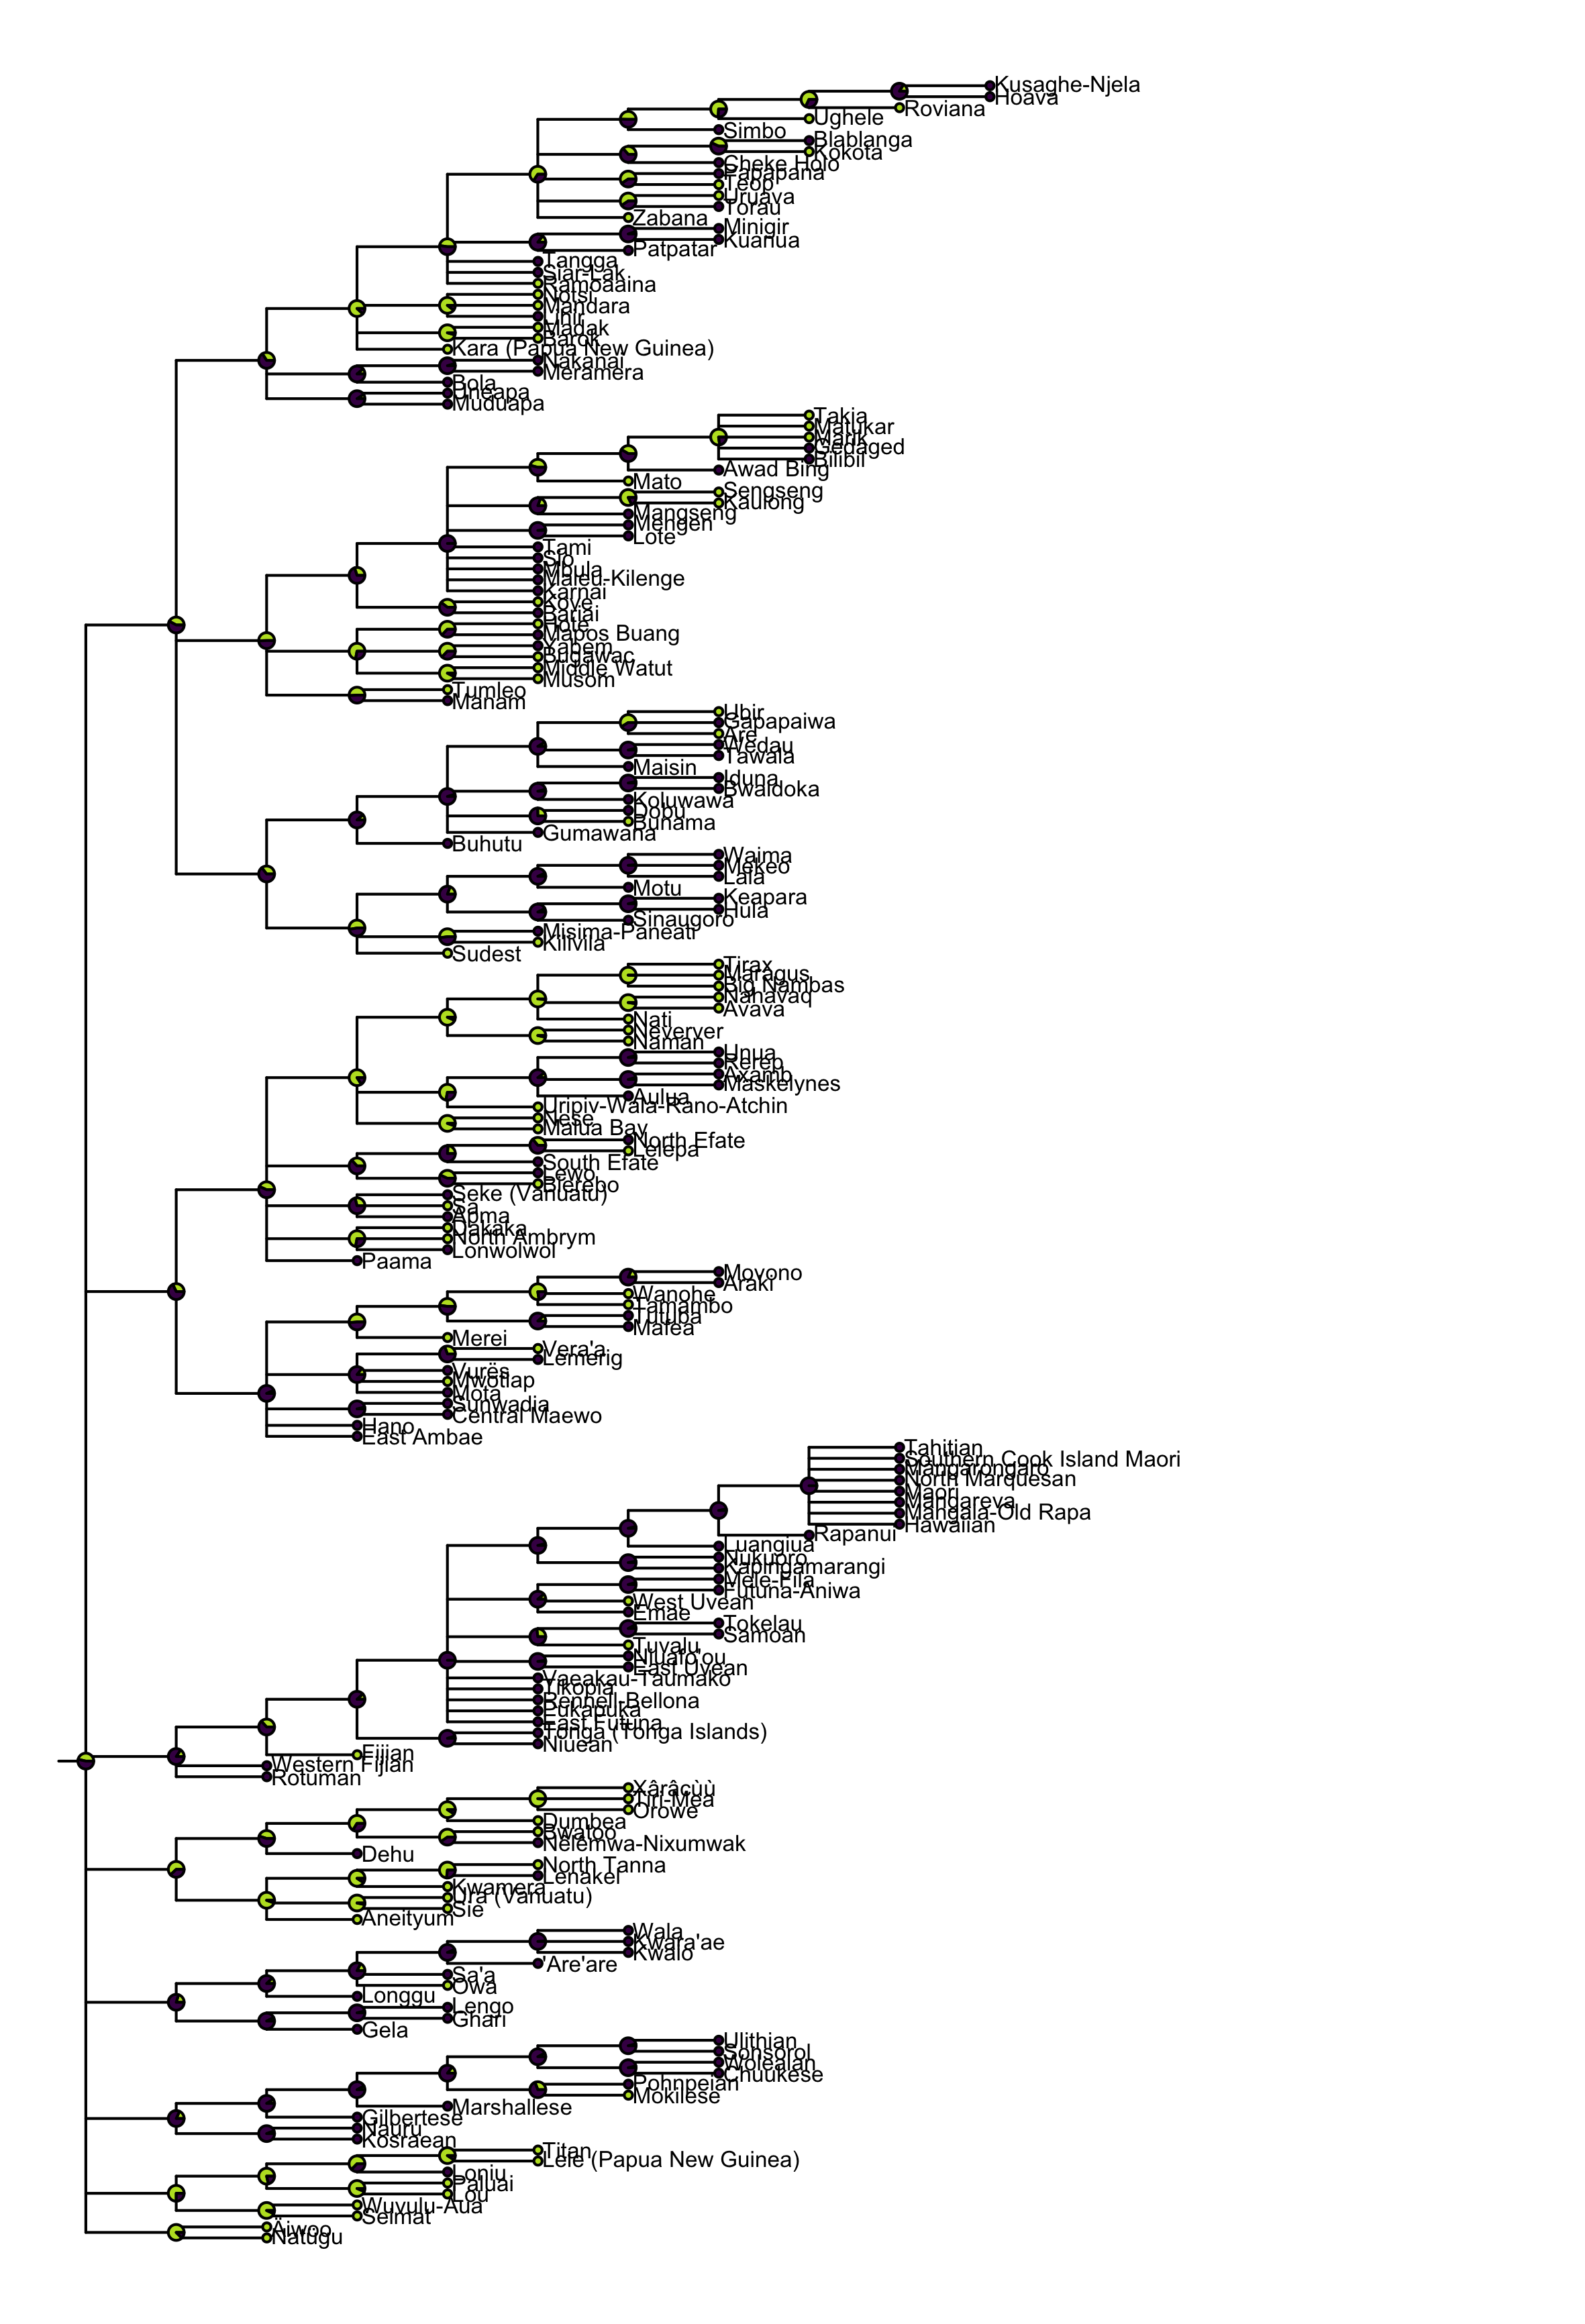 Kusaghe-Njela
Hoava
Roviana
Ughele
Simbo
Blablanga
Kokota
Cheke Holo
Papapana
Teop
Uruava
Torau
Zabana
Minigir
Kuanua
Patpatar
Tangga
Siar-Lak
Ramoaaina
Notsi
Mandara
Lihir
Madak
Barok
Kara (Papua New Guinea)
Nakanai
Meramera
Bola
Uneapa
Muduapa
Takia
Matukar
Marik
Gedaged
Bilibil
Awad Bing
Mato
Sengseng
Kaulong
Mangseng
Mengen
Lote
Tami
Sio
Mbula
Maleu-Kilenge
Karnai
Kove
Bariai
Hote
Mapos Buang
Yabem
Bugawac
Middle Watut
Musom
Tumleo
Manam
Ubir
Gapapaiwa
Are
Wedau
Tawala
Maisin
Iduna
Bwaidoka
Koluwawa
Dobu
Bunama
Gumawana
Buhutu
Waima
Mekeo
Lala
Motu
Keapara
Hula
Sinaugoro
Misima-Paneati
Kilivila
Sudest
Tirax
Maragus
Big Nambas
Nahavaq
Avava
Nati
Neverver
Naman
Unua
Rerep
Axamb
Maskelynes
Aulua
Uripiv-Wala-Rano-Atchin
Nese
Malua Bay
North Efate
Lelepa
South Efate
Lewo
Bierebo
Seke (Vanuatu)
Sa
Apma
Dakaka
North Ambrym
Lonwolwol
Paama
Movono
Araki
Wanohe
Tamambo
Tutuba
Mafea
Merei
Vera'a
Lemerig
Vurës
Mwotlap
Mota
Sunwadia
Central Maewo
Hano
East Ambae
Tahitian
Southern Cook Island Maori
Mangarongaro
North Marquesan
Maori
Mangareva
Mangaia-Old Rapa
Hawaiian
Rapanui
Luangiua
Nukuoro
Kapingamarangi
Mele-Fila
Futuna-Aniwa
West Uvean
Emae
Tokelau
Samoan
Tuvalu
Niuafo'ou
East Uvean
Vaeakau-Taumako
Tikopia
Rennell-Bellona
Pukapuka
East Futuna
Tonga (Tonga Islands)
Niuean
Fijian
Western Fijian
Rotuman
Xârâcùù
Tiri-Mea
Orowe
Dumbea
Bwatoo
Nelemwa-Nixumwak
Dehu
North Tanna
Lenakel
Kwamera
Ura (Vanuatu)
Sie
Aneityum
Wala
Kwara'ae
Kwaio
'Are'are
Sa'a
Owa
Longgu
Lengo
Ghari
Gela
Ulithian
Sonsorol
Woleaian
Chuukese
Pohnpeian
Mokilese
Marshallese
Gilbertese
Nauru
Kosraean
Titan
Lele (Papua New Guinea)
Loniu
Paluai
Lou
Wuvulu-Aua
Seimat
Äiwoo
Natügu